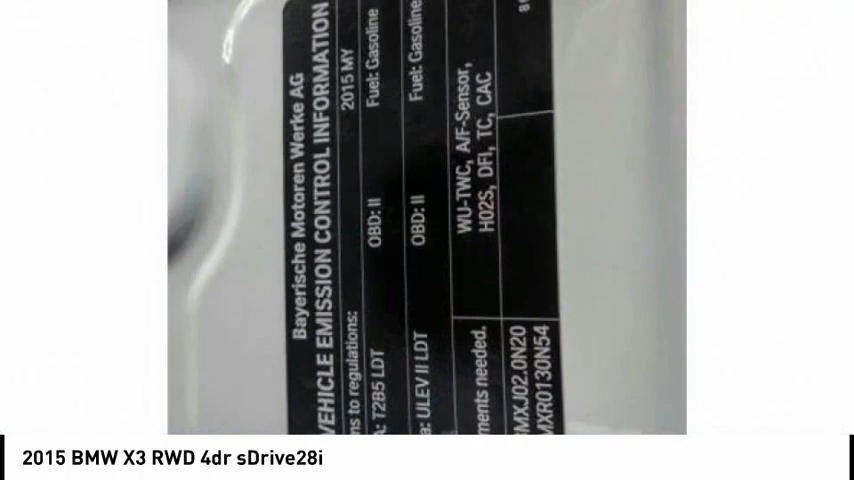 Bayerische Motoren Werke AG
VEHICLE EMISSION CONTROL INFORMATION
ns to regulations: 2015 MY
A: T2B5 LDT OBD: II Fuel: Gasoline
a: ULEV II LDT OBD: II Fuel: Gasoline
ments needed. WU-TWC, A/F-Sensor,
HO2S, DFI, TC, CAC
MXJ02.0N20
MXR0130N54
2015 BMW X3 RWD 4dr sDrive28i